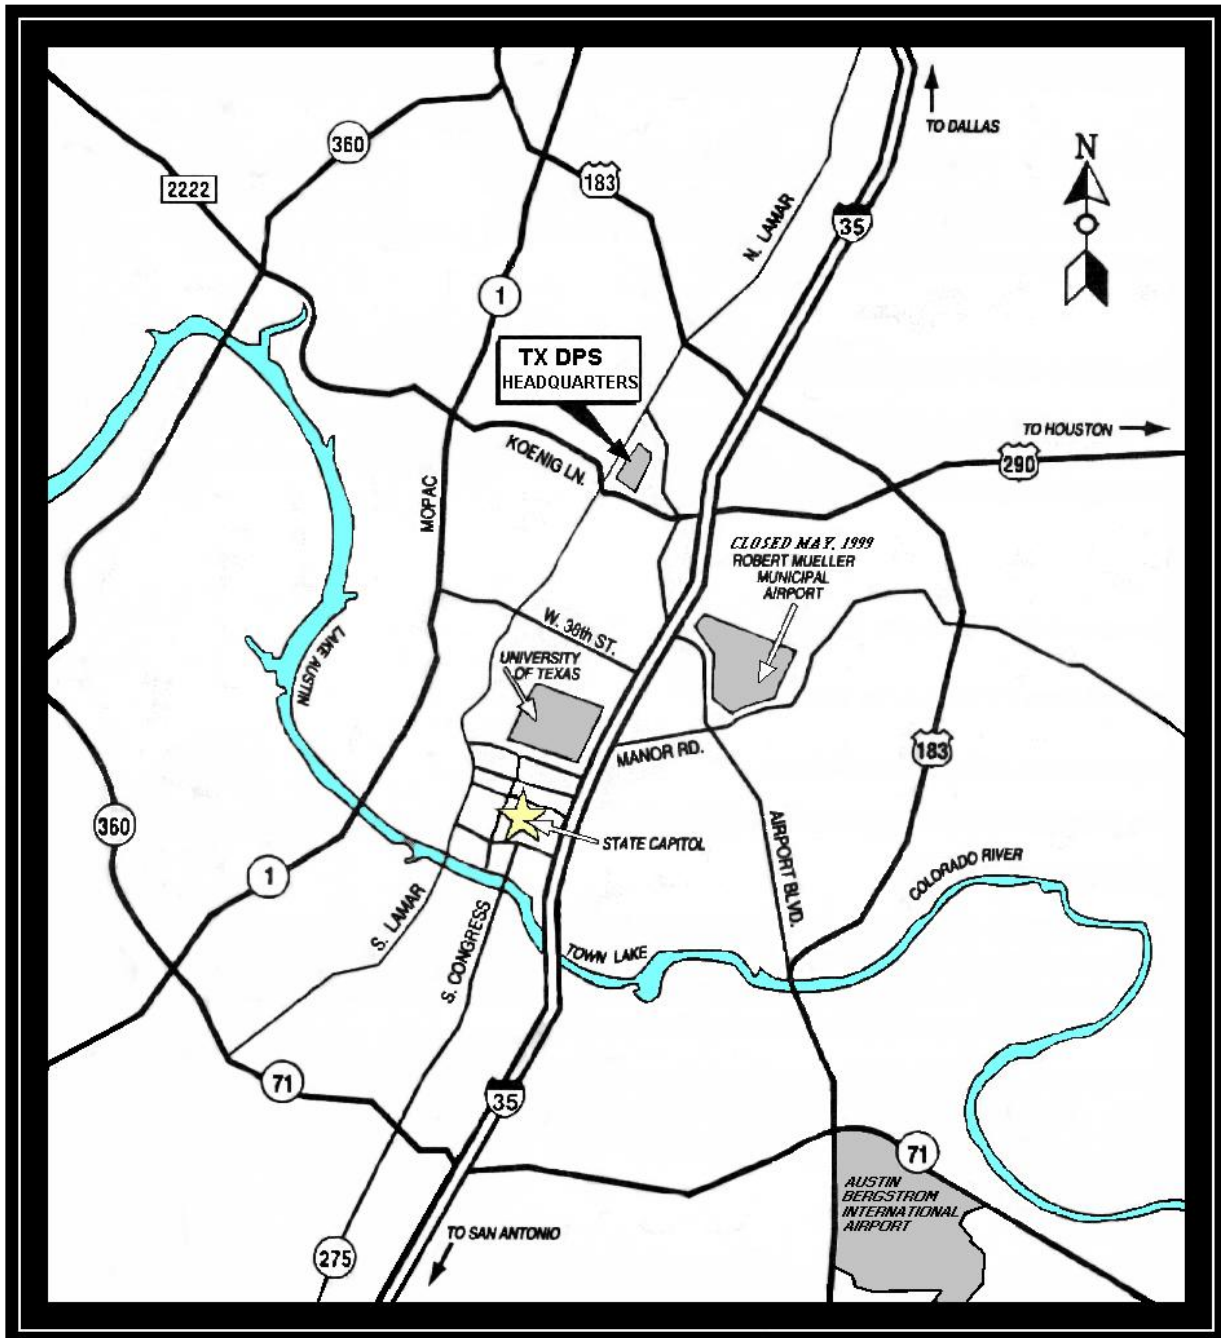 TO DALLAS
N
360
183
2222
35
N. LAMAR
1
TX DPS
HEADQUARTERS
TO HOUSTON
290
KOENIG LN.
MOPAC
CLOSED MAY, 1999
ROBERT MUELLER
MUNICIPAL
AIRPORT
W. 38th ST.
LAKE AUSTIN
UNIVERSITY
OF TEXAS
MANOR RD.
183
360
STATE CAPITOL
AIRPORT BLVD.
COLORADO RIVER
1
S. LAMAR
S. CONGRESS
TOWN LAKE
71
35
71
AUSTIN
BERGSTROM
INTERNATIONAL
AIRPORT
TO SAN ANTONIO
275